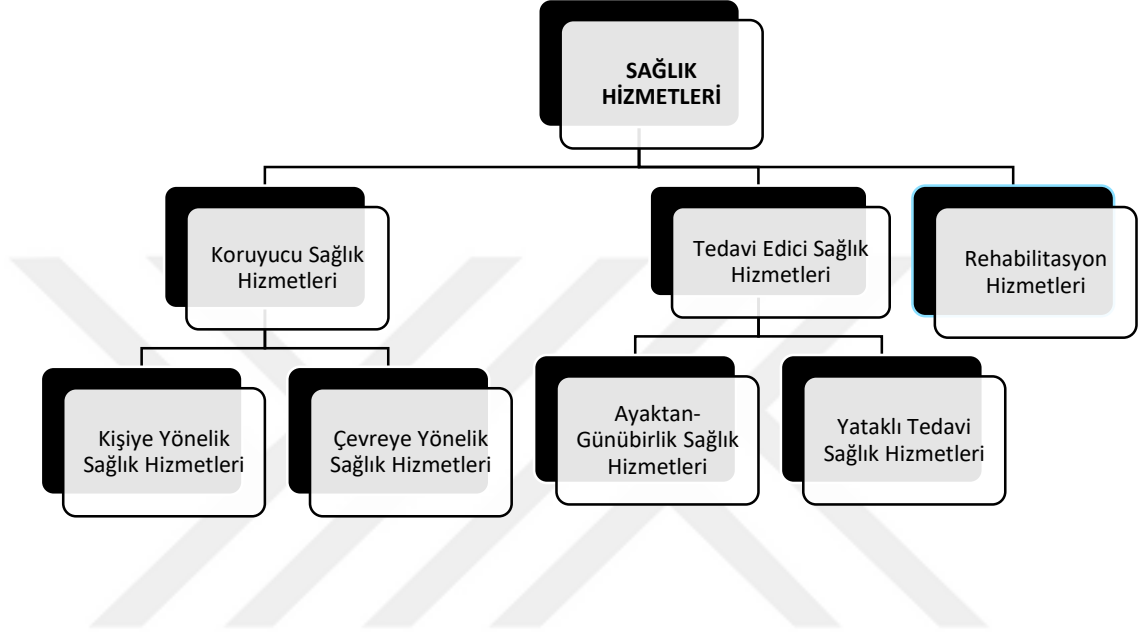 SAĞLIK
HİZMETLERİ
Koruyucu Sağlık
Hizmetleri
Tedavi Edici Sağlık
Hizmetleri
Rehabilitasyon
Hizmetleri
Kişiye Yönelik
Sağlık Hizmetleri
Çevreye Yönelik
Sağlık Hizmetleri
Ayaktan-
Günübirlik Sağlık
Hizmetleri
Yataklı Tedavi
Sağlık Hizmetleri